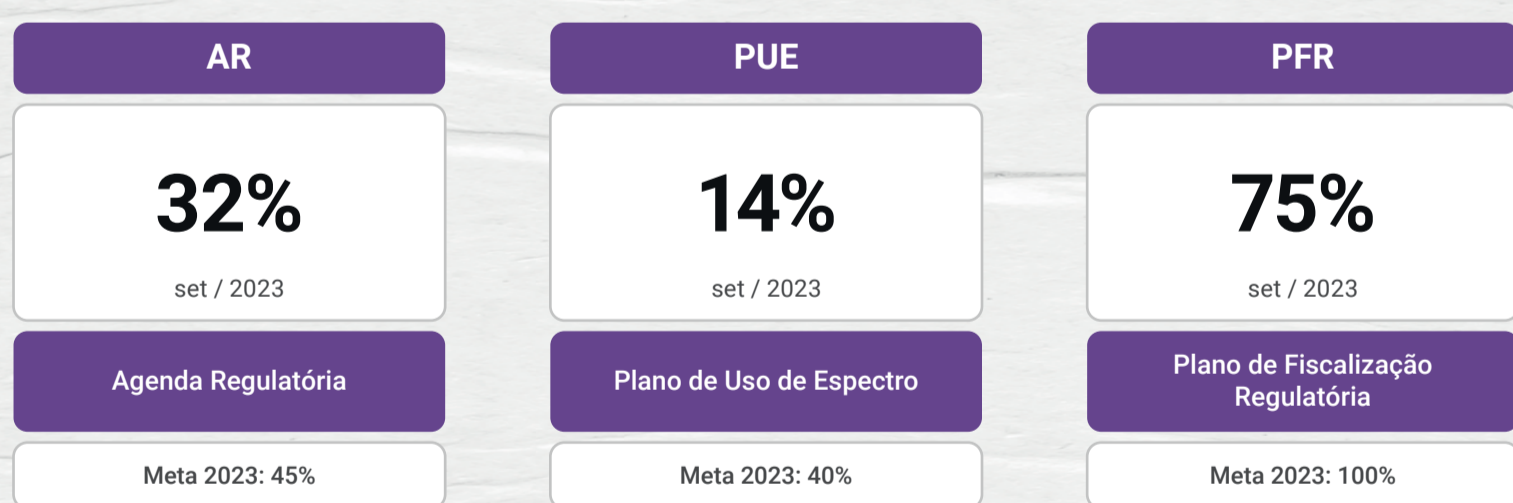 AR
32%
set / 2023
Agenda Regulatória
Meta 2023: 45%
PUE
14%
set / 2023
Plano de Uso de Espectro
Meta 2023: 40%
PFR
75%
set / 2023
Plano de Fiscalização
Regulatória
Meta 2023: 100%